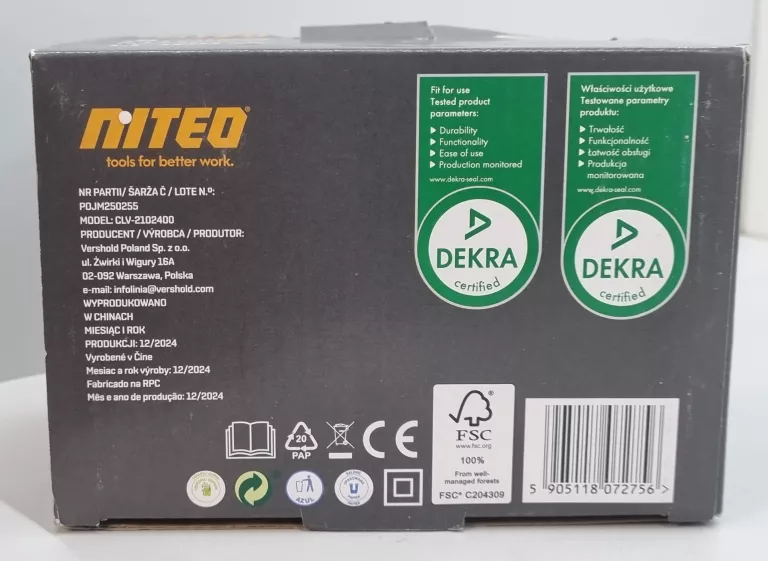 NITEO®
tools for better work.
NR PARTII/ ŠARŽA Č / LOTE N.º:
POJM250255
MODEL: CLV-2102400
PRODUCENT / VÝROBCA / PRODUTOR:
Vershold Poland Sp. z o.o.
ul. Żwirki i Wigury 16A
02-092 Warszawa, Polska
e-mail: infolinia@vershold.com
WYPRODUKOWANO
W CHINACH
MIESIĄC I ROK
PRODUKCJI: 12/2024
Vyrobené v Číne
Mesiac a rok výroby: 12/2024
Fabricado na RPC
Mês e ano de produção: 12/2024
Fit for use
Tested product
parameters:
Durability
Functionality
Ease of use
Production monitored
www.dekra-seal.com
DEKRA
certified
Właściwości użytkowe
Testowane parametry
produktu:
Trwałość
Funkcjonalność
Łatwość obsługi
Produkcja
monitorowana
www.dekra-seal.com
DEKRA
certified
20
PAP
CE
FSC
www.fsc.org
100%
From well-
managed forests
FSC® C204309
5 905118 072756 >